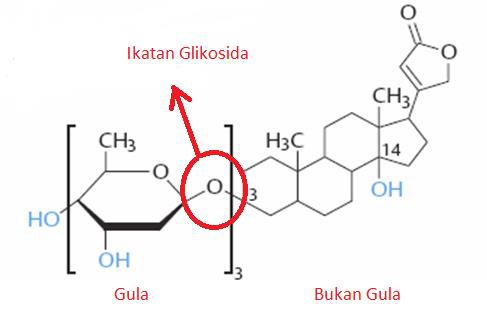 Ikatan Glikosida
O
O
CH₃
H₃C
CH₃
O
O
3
14
HO
OH
OH
3
Gula
Bukan Gula